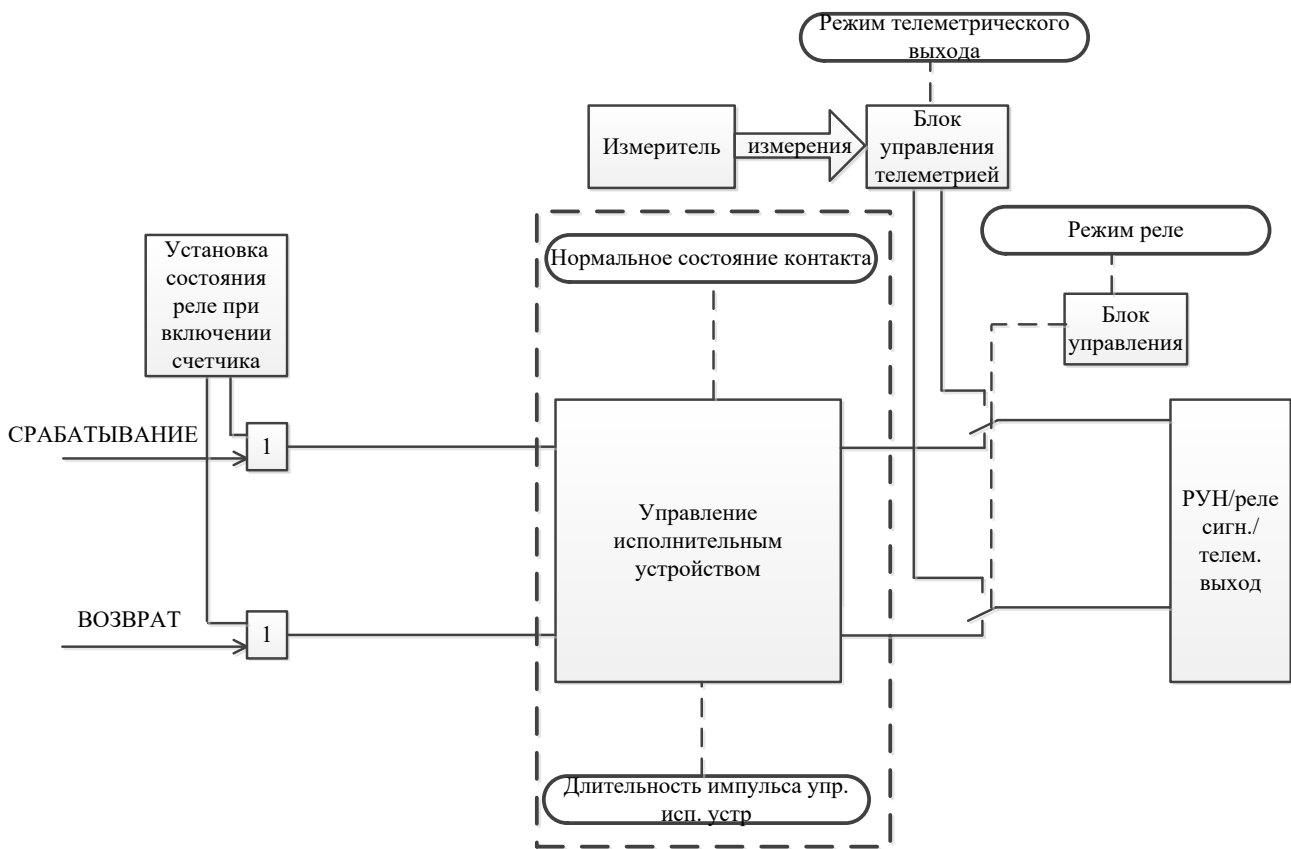 Режим телеметрического
выхода
Измеритель
измерения
Блок
управления
телеметрией
Режим реле
Установка
состояния
реле при
включении
счетчика
Нормальное состояние контакта
Блок
управления
СРАБАТЫВАНИЕ
1
Управление
исполнительным
устройством
РУН/реле
сигн./
телем.
выход
ВОЗВРАТ
1
Длительность импульса упр.
исп. устр